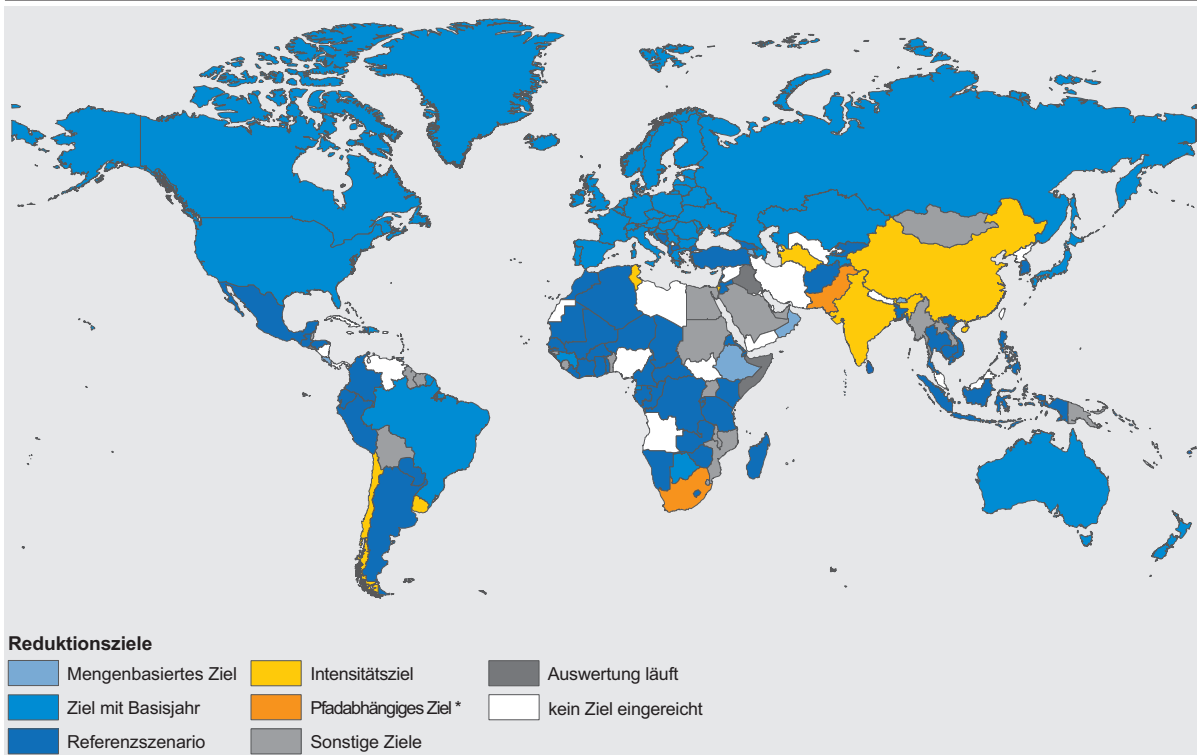 Reduktionsziele
Mengenbasiertes Ziel
Intensitätsziel
Auswertung läuft
Ziel mit Basisjahr
Pfadabhängiges Ziel *
kein Ziel eingereicht
Referenzszenario
Sonstige Ziele